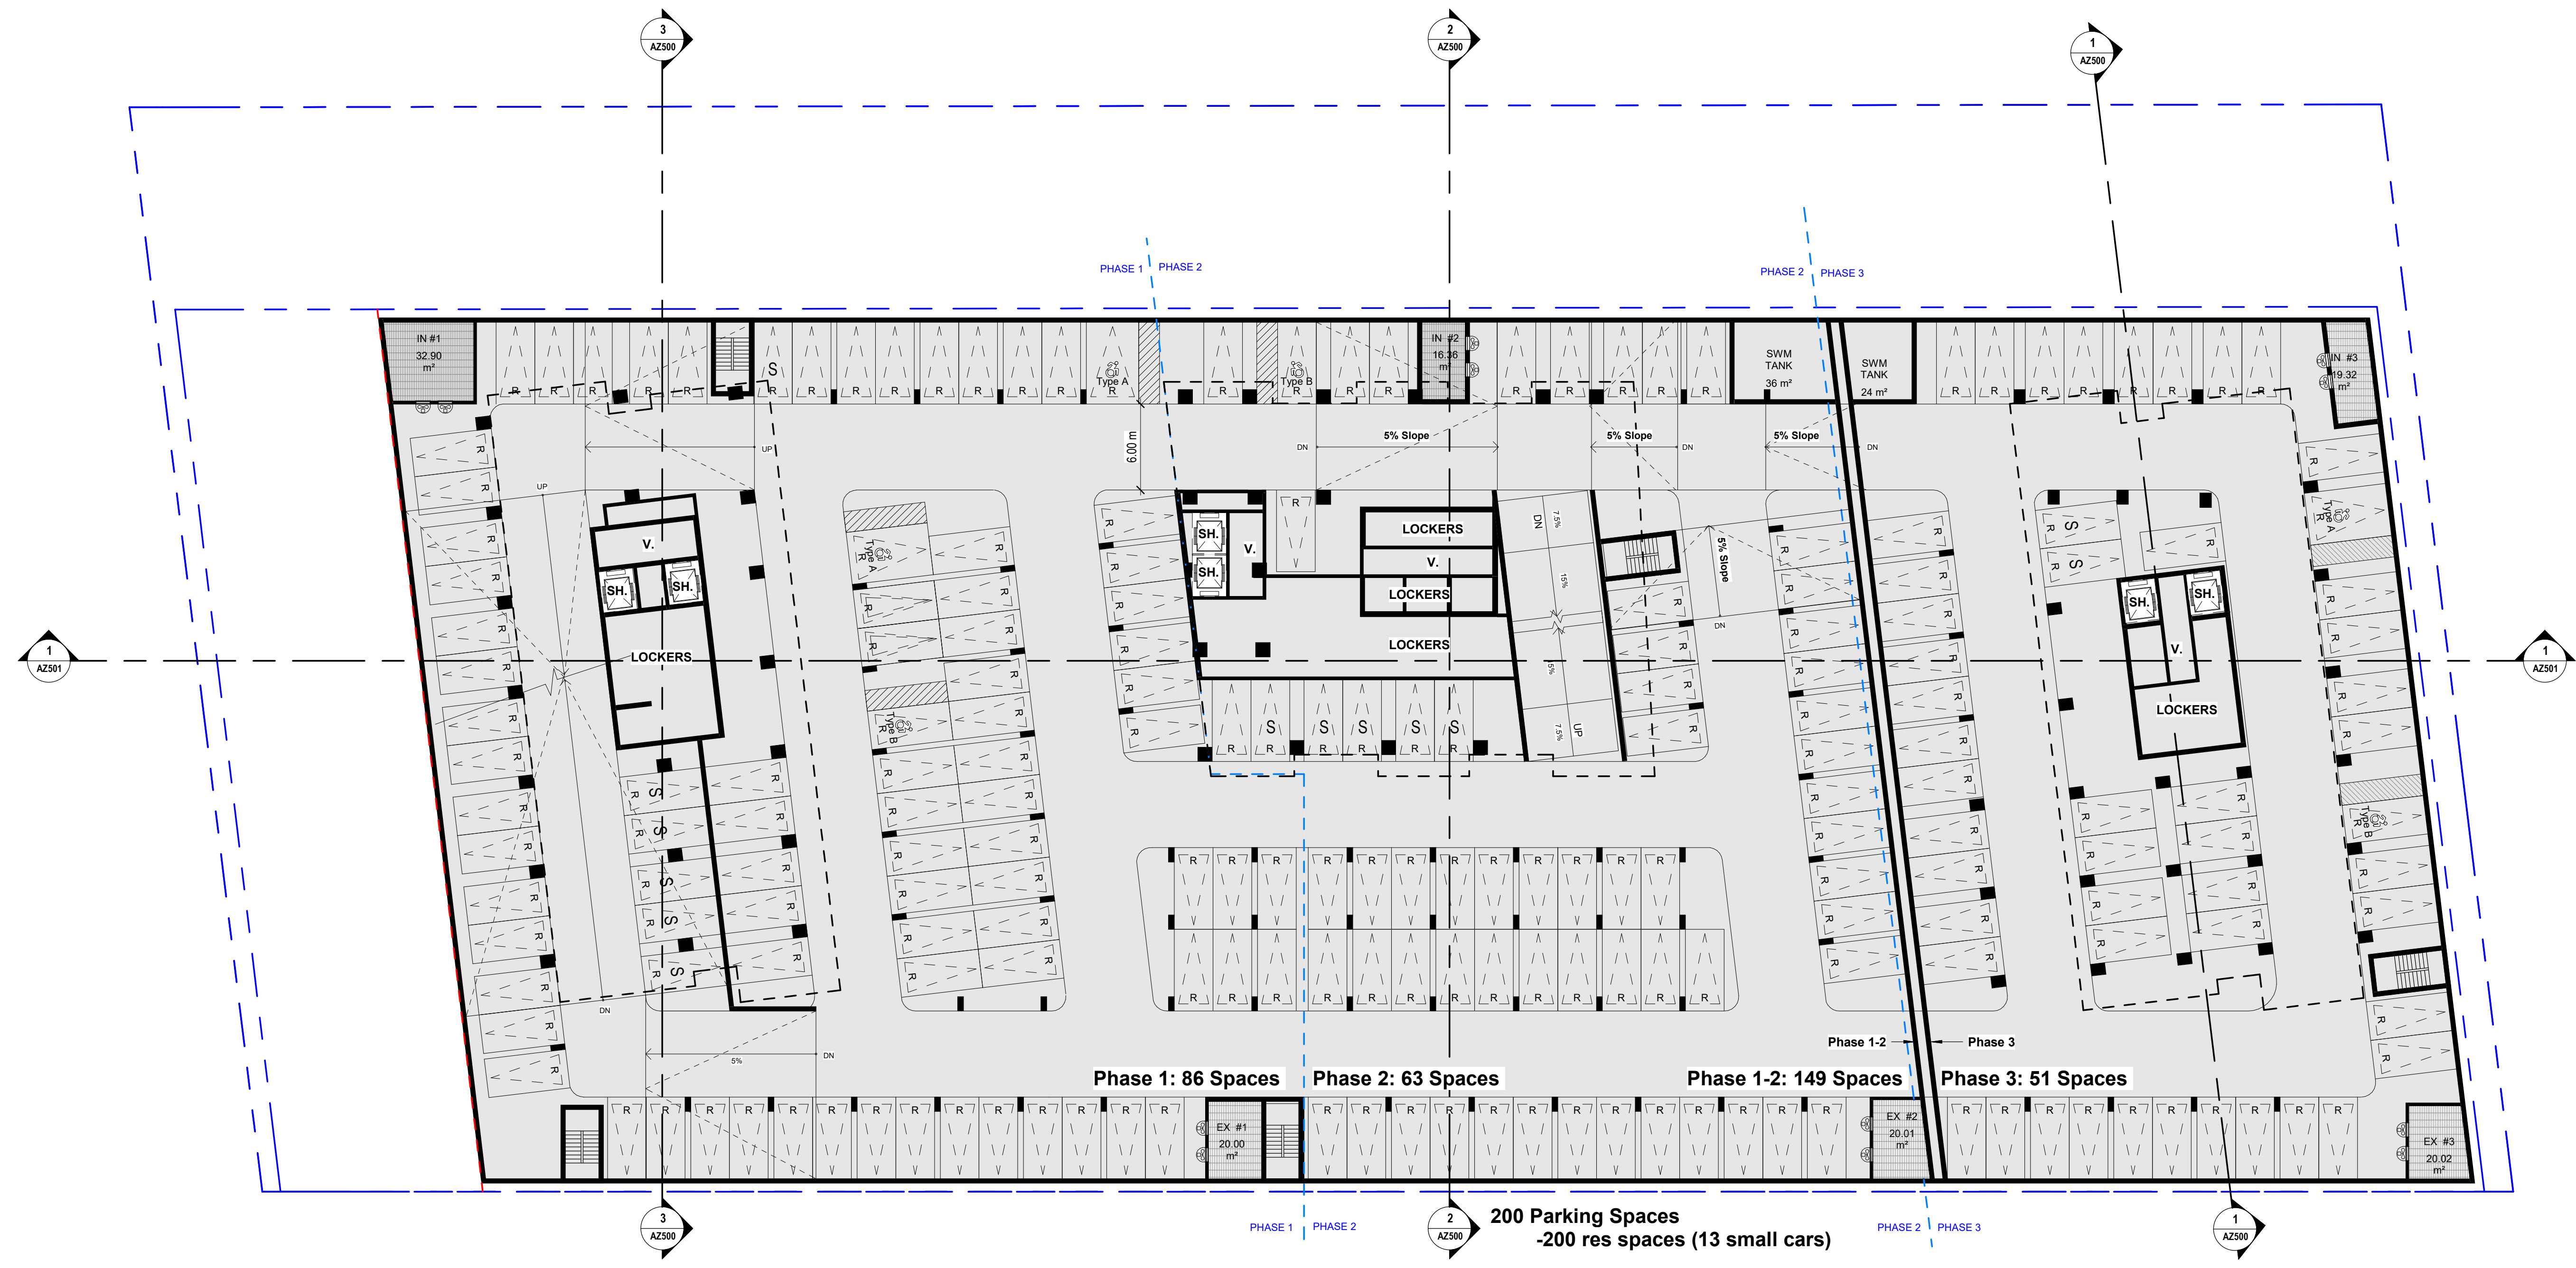 3
AZ500
2
AZ500
1
AZ500
PHASE 1
PHASE 2
PHASE 2
PHASE 3
IN #1
32.90
m²
S
R R R R R R R R R R R R R
Type A
R
R
Type B
R
R R
IN #2
16.36
m²
R R R R R
SWM
TANK
36 m²
SWM
TANK
24 m²
R R R R R R R R
IN #3
19.32
m²
6.00 m
UP
UP
DN
5% Slope
5% Slope
DN
5% Slope
DN
V.
SH.
SH.
LOCKERS
Type A
R
Type B
R
SH.
SH.
V.
R
LOCKERS
V.
LOCKERS
LOCKERS
DN
7.5%
15%
15%
7.5%
UP
5% Slope
DN
S
S
SH.
SH.
V.
LOCKERS
Type A
R
Type B
R
1
AZ501
1
AZ501
S S S S S
R R R R R R
S
S
S
S
S
R R R R R R R R R R R R
R R R R R R R R R R R R R
DN
5%
DN
Phase 1-2
Phase 3
Phase 1: 86 Spaces
Phase 2: 63 Spaces
Phase 1-2: 149 Spaces
Phase 3: 51 Spaces
R R R R R R R R R R R R R R
EX #1
20.00
m²
R R R R R R R R R R R R R
EX #2
20.01
m²
R R R R R R R R R R
EX #3
20.02
m²
3
AZ500
PHASE 1
PHASE 2
2
AZ500
200 Parking Spaces
-200 res spaces (13 small cars)
PHASE 2
PHASE 3
1
AZ500